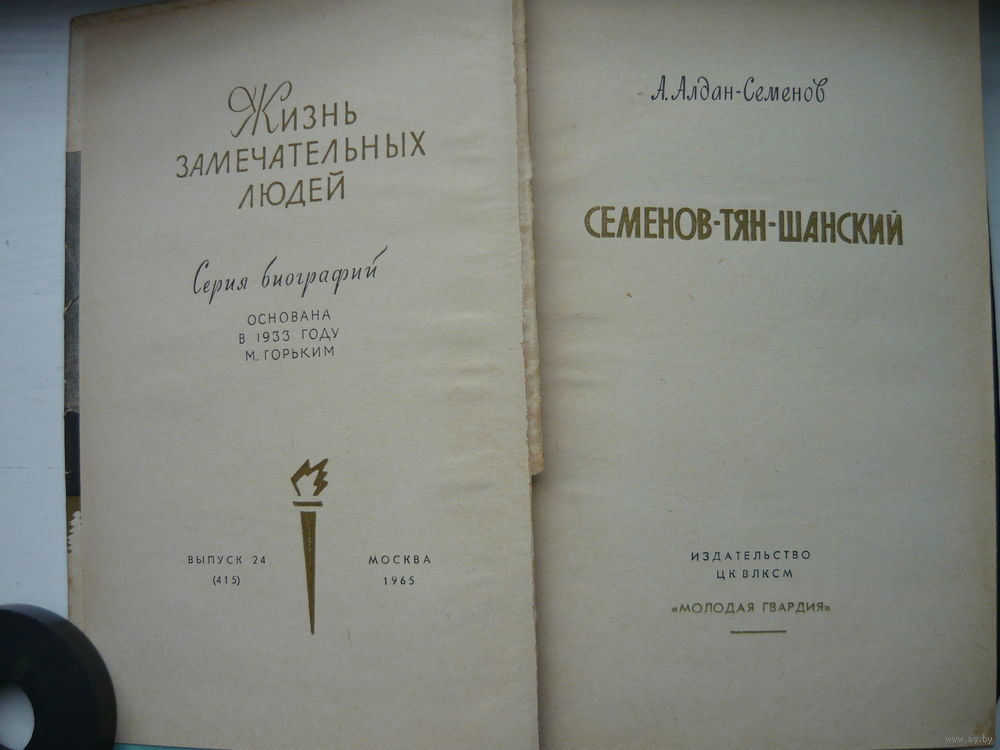 Жизнь
ЗАМЕЧАТЕЛЬНЫХ
ЛЮДЕЙ
Серия биографий
ОСНОВАНА
В 1933 ГОДУ
М. ГОРЬКИМ
ВЫПУСК 24
(415)
МОСКВА
1965
А. Алдан-Семенов
СЕМЕНОВ-ТЯН-ШАНСКИЙ
ИЗДАТЕЛЬСТВО
ЦК ВЛКСМ
«МОЛОДАЯ ГВАРДИЯ»
www.ay.by